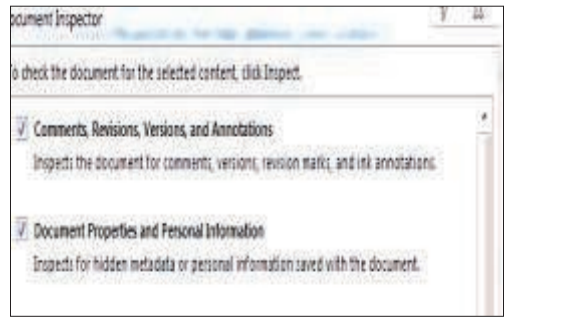 ocument Inspector
o check the document for the selected content, click Inspect.
Comments, Revisions, Versions, and Annotations
Inspects the document for comments, versions, revision marks, and ink annotations.
Document Properties and Personal Information
Inspects for hidden metadata or personal information saved with the document.